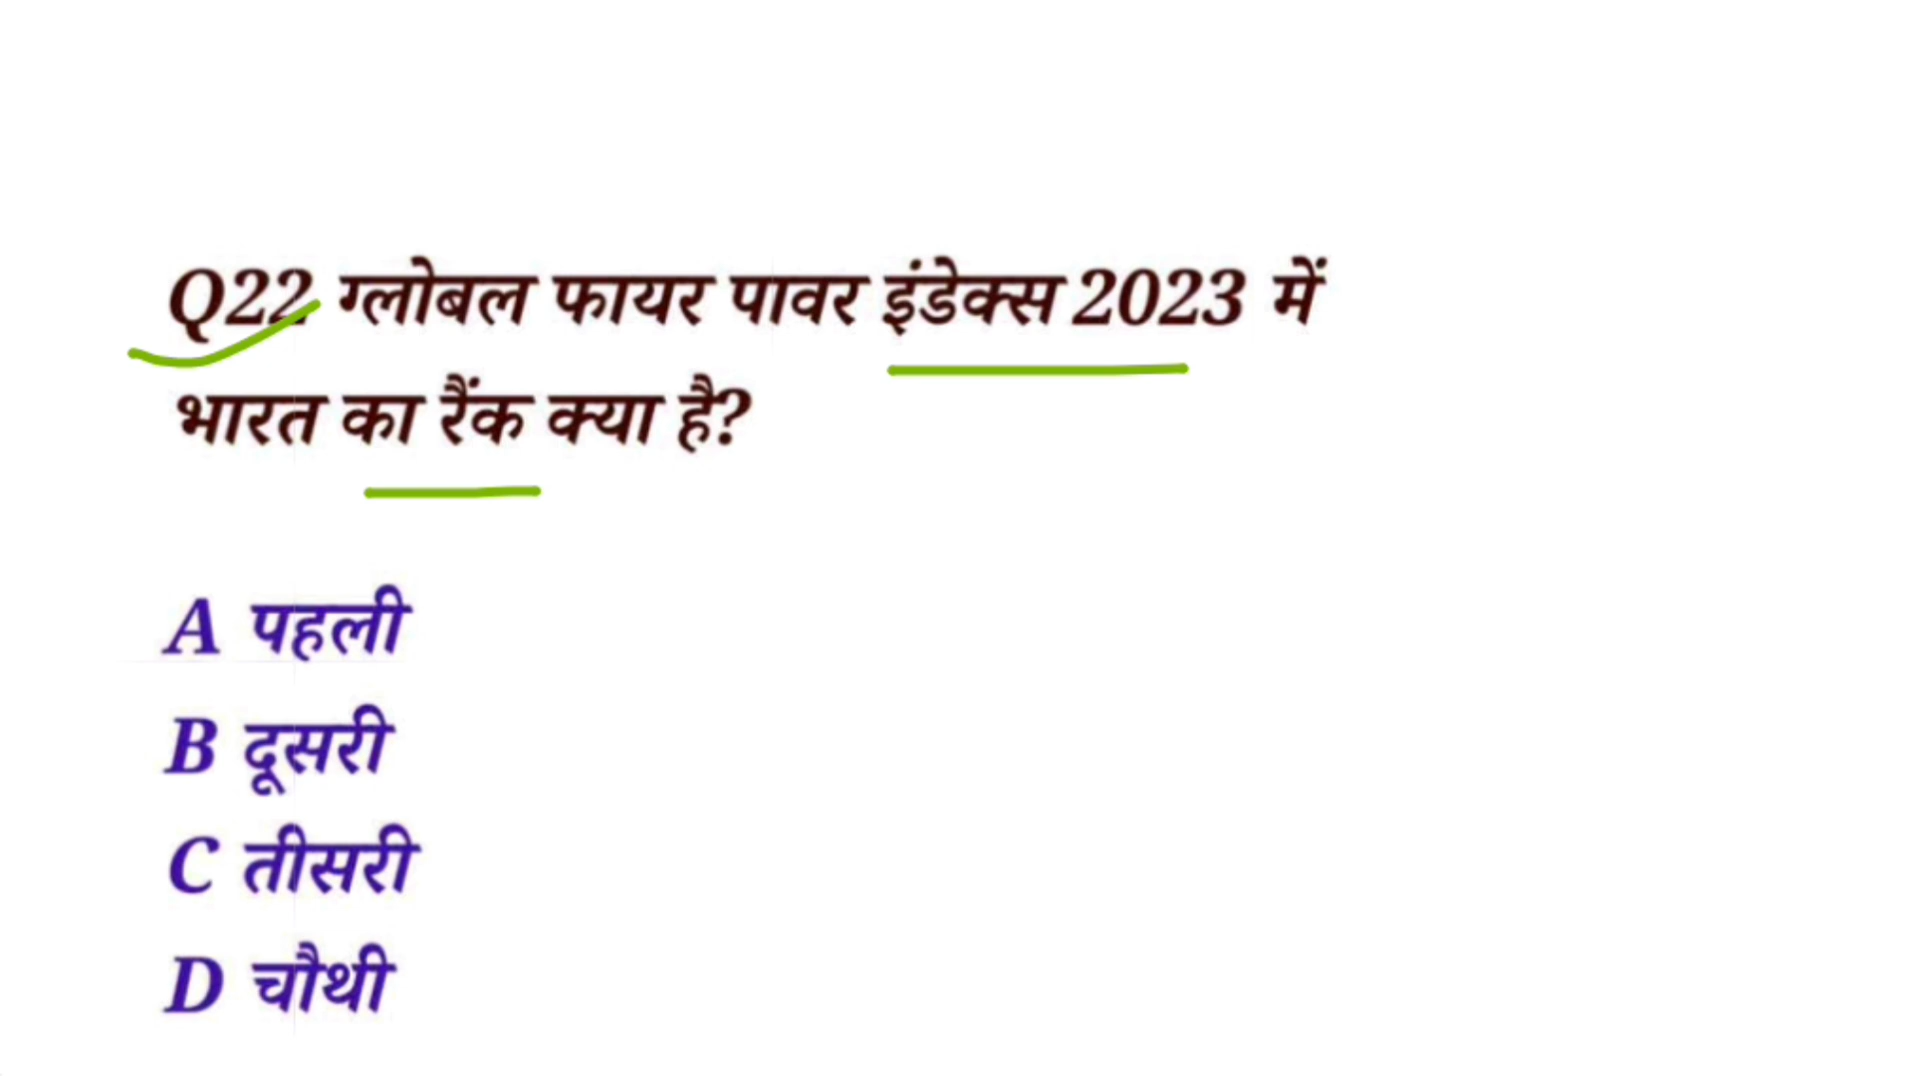 Q22 ग्लोबल फायर पावर इंडेक्स 2023 में
भारत का रैंक क्या है?
A पहली
B दूसरी
C तीसरी
D चौथी